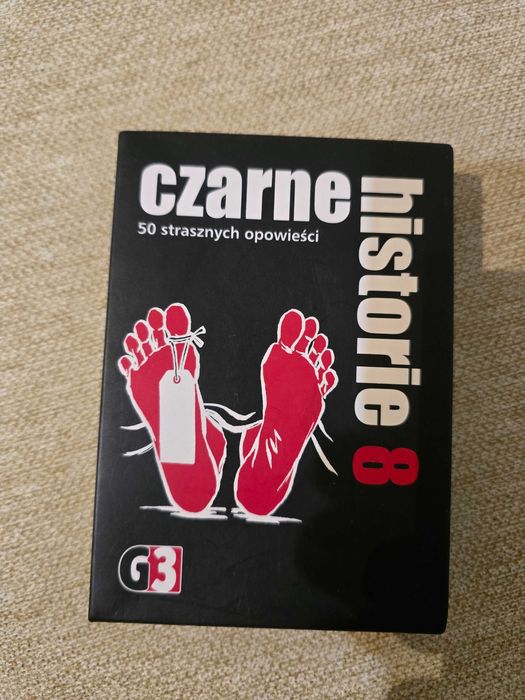 czarne
historie 8
50 strasznych opowieści
G3